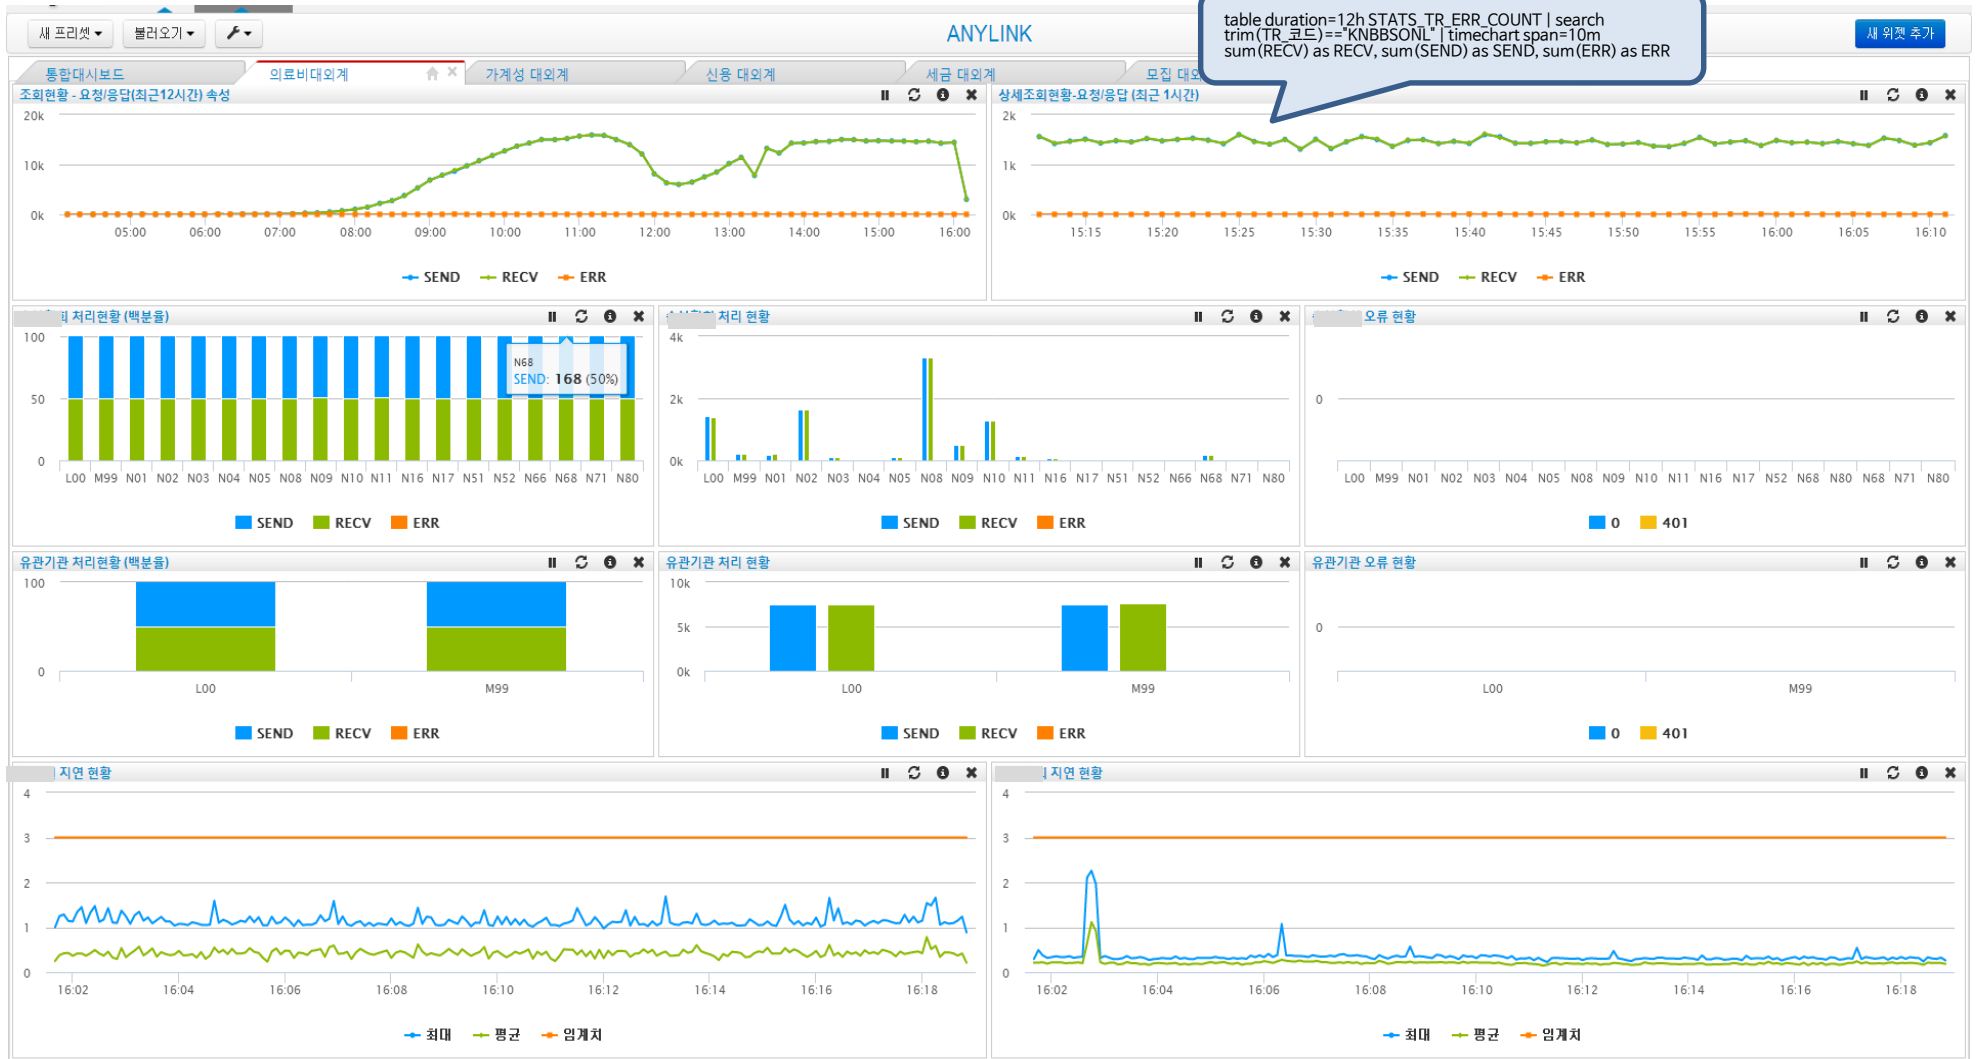 table duration=12h STATS_TR_ERR_COUNT | search
trim(TR_코드)=="KNBBSONL" | timechart span=10m
sum(RECV) as RECV, sum(SEND) as SEND, sum(ERR) as ERR
새 프리셋
불러오기
ANYLINK
새 위젯 추가
통합대시보드
의료비대외계
가계성 대외계
신용 대외계
세금 대외계
모집 대외
조회현황 - 요청/응답(최근12시간) 속성
20k
10k
0k
05:00 06:00 07:00 08:00 09:00 10:00 11:00 12:00 13:00 14:00 15:00 16:00
SEND RECV ERR
상세조회현황-요청/응답 (최근 1시간)
2k
1k
0k
15:15 15:20 15:25 15:30 15:35 15:40 15:45 15:50 15:55 16:00 16:05 16:10
SEND RECV ERR
처리현황 (백분율)
100
50
0
N68
SEND: 168 (50%)
L00 M99 N01 N02 N03 N04 N05 N08 N09 N10 N11 N16 N17 N51 N52 N66 N68 N71 N80
SEND RECV ERR
처리 현황
4k
2k
0k
L00 M99 N01 N02 N03 N04 N05 N08 N09 N10 N11 N16 N17 N51 N52 N66 N68 N71 N80
SEND RECV ERR
오류 현황
0
L00 M99 N01 N02 N03 N04 N05 N08 N09 N10 N11 N16 N17 N52 N68 N80 N68 N71 N80
0 401
유관기관 처리현황 (백분율)
100
50
0
L00 M99
SEND RECV ERR
유관기관 처리 현황
10k
5k
0k
L00 M99
SEND RECV ERR
유관기관 오류 현황
0
L00 M99
0 401
지연 현황
4
3
2
1
0
16:02 16:04 16:06 16:08 16:10 16:12 16:14 16:16 16:18
최대 평균 임계치
지연 현황
4
3
2
1
0
16:02 16:04 16:06 16:08 16:10 16:12 16:14 16:16 16:18
최대 평균 임계치